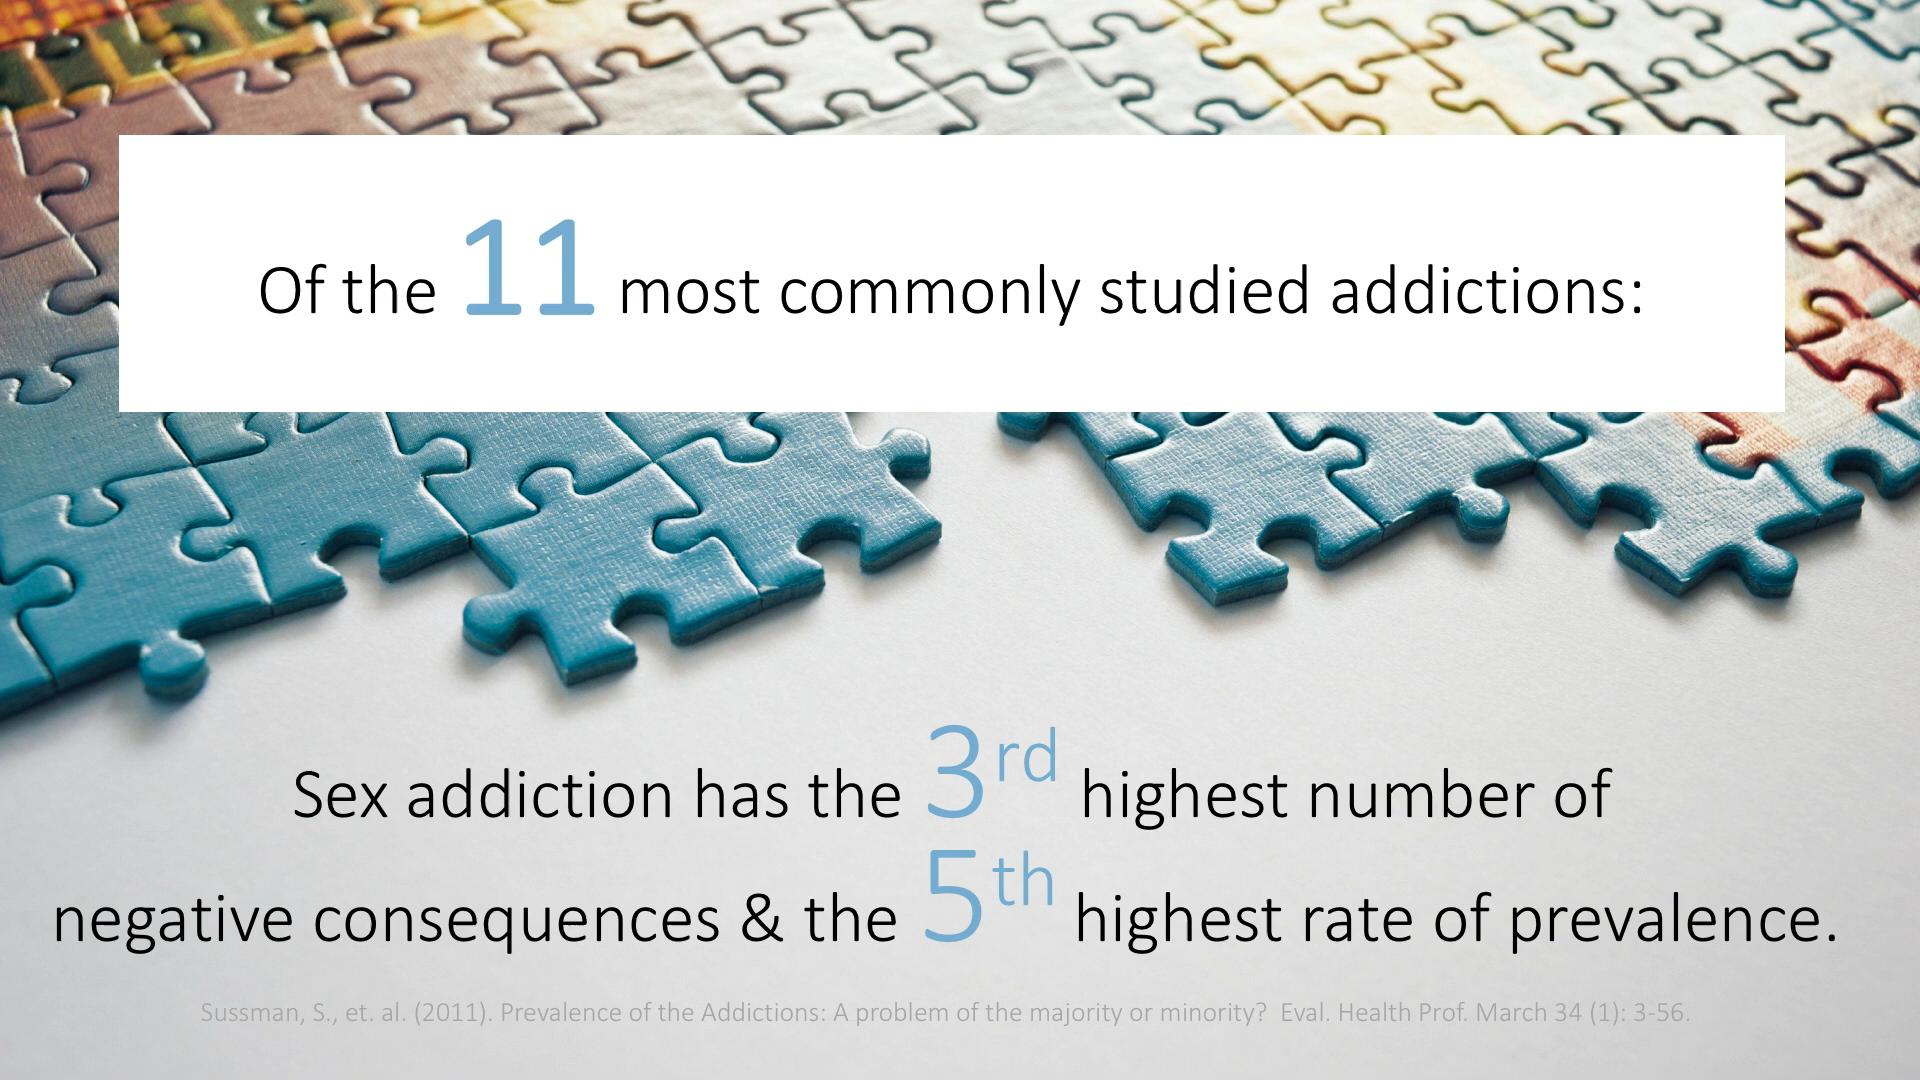 Of the 11 most commonly studied addictions:
Sex addiction has the 3rd highest number of
negative consequences & the 5th highest rate of prevalence.
Sussman, S., et. al. (2011). Prevalence of the Addictions: A problem of the majority or minority?  Eval. Health Prof. March 34 (1): 3-56.